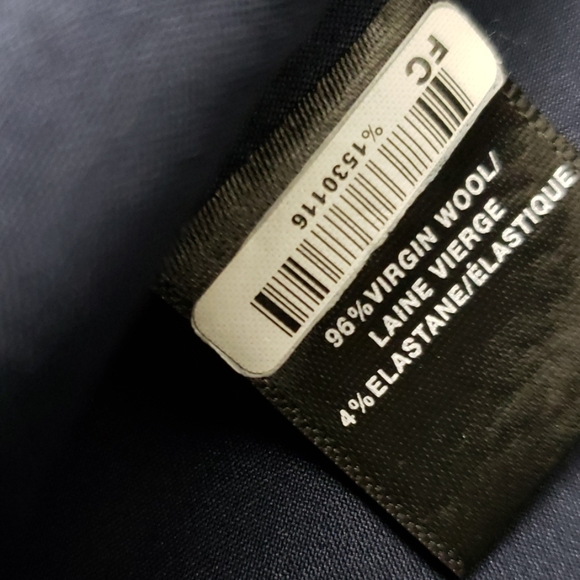 FC
%1530116
96% VIRGIN WOOL/
LAINE VIERGE
4% ELASTANE/ÉLASTIQUE